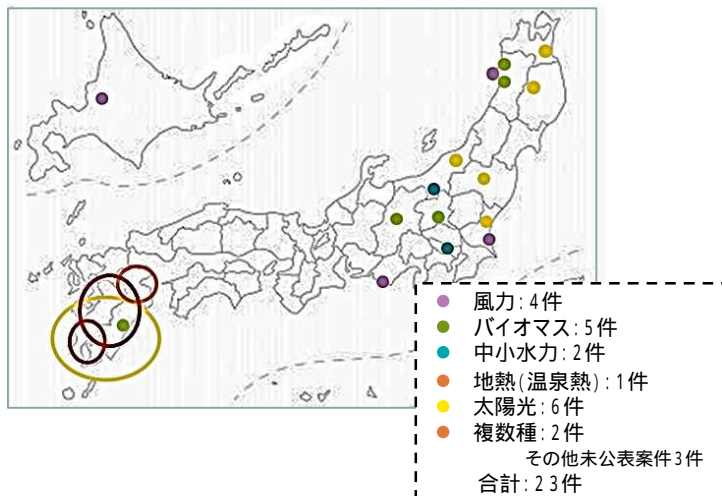 風力:4件
バイオマス:5件
中小水力:2件
地熱(温泉熱):1件
太陽光:6件
複数種:2件
その他未公表案件3件
合計:23件